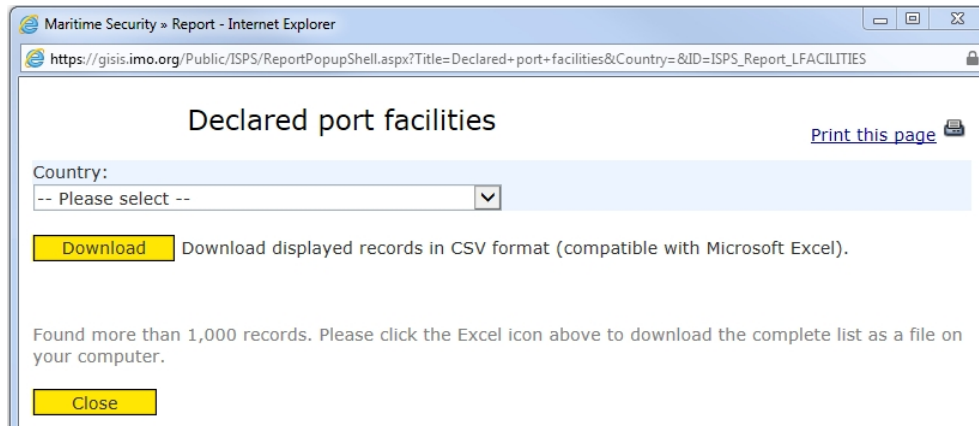 Maritime Security » Report - Internet Explorer
https://gisis.imo.org/Public/ISPS/ReportPopupShell.aspx?Title=Declared+port+facilities&Country=&ID=ISPS_Report_LFACILITIES
Declared port facilities
Print this page
Country:
-- Please select --
Download Download displayed records in CSV format (compatible with Microsoft Excel).
Found more than 1,000 records. Please click the Excel icon above to download the complete list as a file on
your computer.
Close